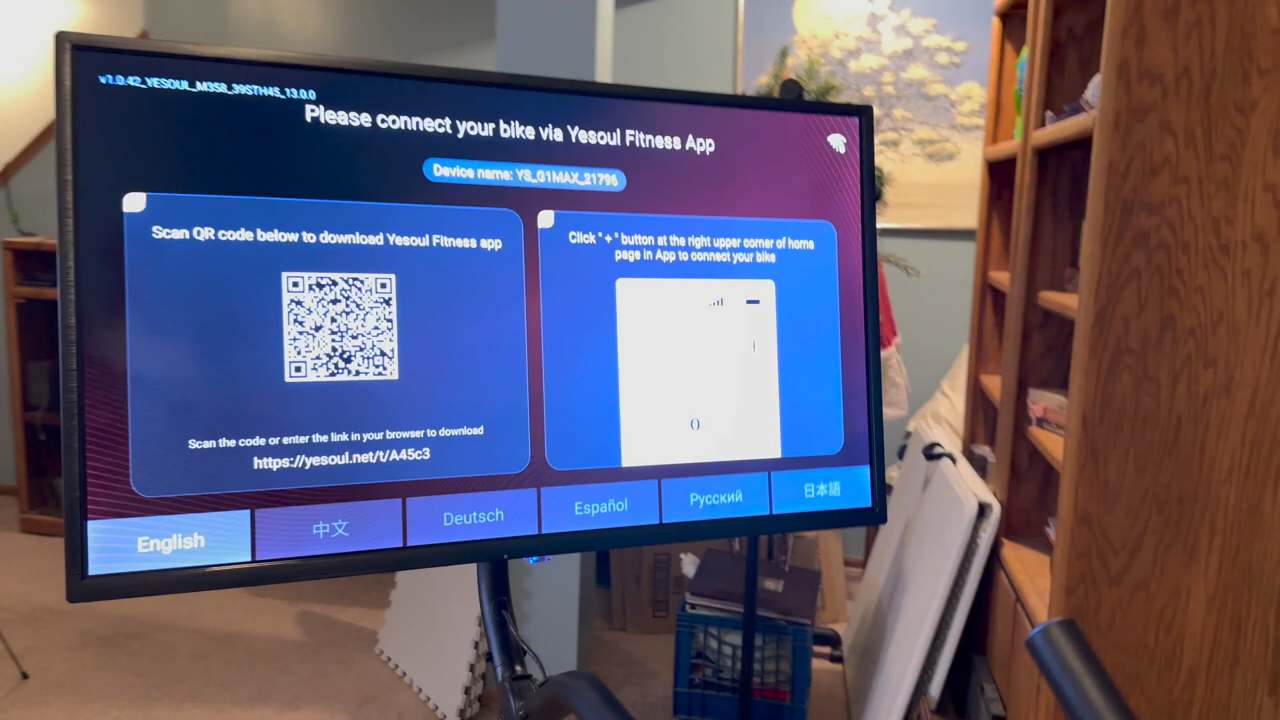 v1.0.42_YESOUL_M358_39STH4S_13.0.0
Please connect your bike via Yesoul Fitness App
Device name: YS_G1MAX_21796
Scan QR code below to download Yesoul Fitness app
Scan the code or enter the link in your browser to download
https://yesoul.net/t/A45c3
Click " + " button at the right upper corner of home
page in App to connect your bike
English
中文
Deutsch
Español
Русский
日本語